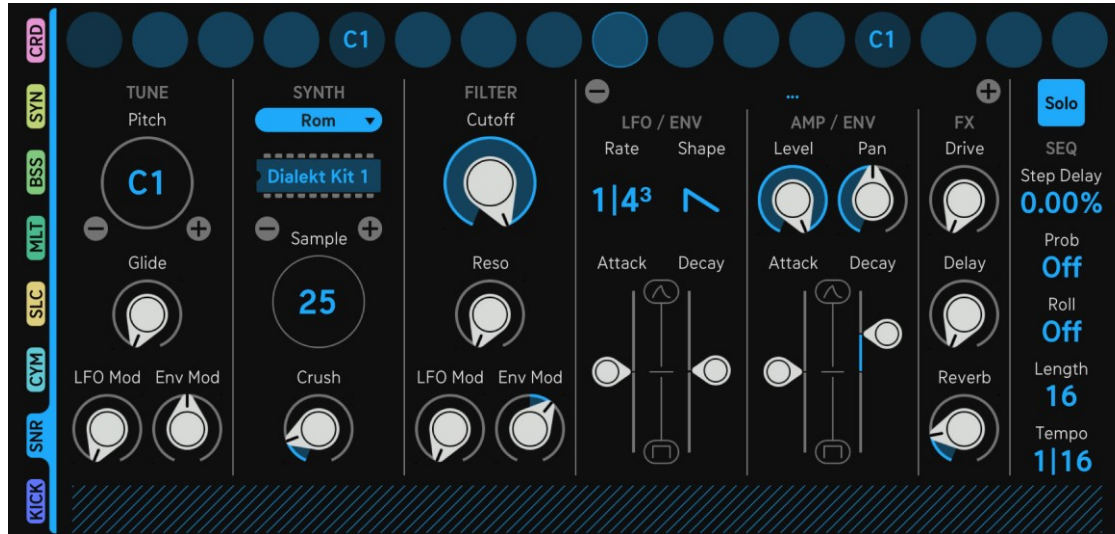 CRD
SYN
BSS
MLT
SLC
CYM
SNR
KICK
C1 C1
TUNE
Pitch
C1
Glide
LFO Mod Env Mod
SYNTH
Rom
Dialekt Kit 1
Sample
25
Crush
FILTER
Cutoff
Reso
LFO Mod Env Mod
...
LFO / ENV
Rate Shape
1|4³
Attack Decay
AMP / ENV
Level Pan
Attack Decay
FX
Drive
Delay
Reverb
Solo
SEQ
Step Delay
0.00%
Prob
Off
Roll
Off
Length
16
Tempo
1|16